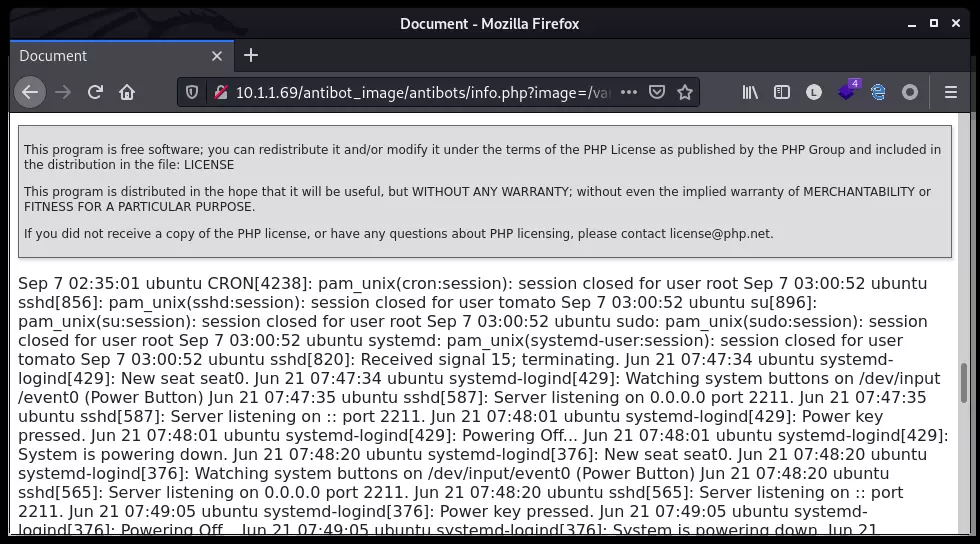 Document - Mozilla Firefox
Document
10.1.1.69/antibot_image/antibots/info.php?image=/va
4
This program is free software; you can redistribute it and/or modify it under the terms of the PHP License as published by the PHP Group and included in
the distribution in the file: LICENSE
This program is distributed in the hope that it will be useful, but WITHOUT ANY WARRANTY; without even the implied warranty of MERCHANTABILITY or
FITNESS FOR A PARTICULAR PURPOSE.
If you did not receive a copy of the PHP license, or have any questions about PHP licensing, please contact license@php.net.
Sep 7 02:35:01 ubuntu CRON[4238]: pam_unix(cron:session): session closed for user root Sep 7 03:00:52 ubuntu
sshd[856]: pam_unix(sshd:session): session closed for user tomato Sep 7 03:00:52 ubuntu su[896]:
pam_unix(su:session): session closed for user root Sep 7 03:00:52 ubuntu sudo: pam_unix(sudo:session): session
closed for user root Sep 7 03:00:52 ubuntu systemd: pam_unix(systemd-user:session): session closed for user
tomato Sep 7 03:00:52 ubuntu sshd[820]: Received signal 15; terminating. Jun 21 07:47:34 ubuntu systemd-
logind[429]: New seat seat0. Jun 21 07:47:34 ubuntu systemd-logind[429]: Watching system buttons on /dev/input
/event0 (Power Button) Jun 21 07:47:35 ubuntu sshd[587]: Server listening on 0.0.0.0 port 2211. Jun 21 07:47:35
ubuntu sshd[587]: Server listening on :: port 2211. Jun 21 07:48:01 ubuntu systemd-logind[429]: Power key
pressed. Jun 21 07:48:01 ubuntu systemd-logind[429]: Powering Off... Jun 21 07:48:01 ubuntu systemd-logind[429]:
System is powering down. Jun 21 07:48:20 ubuntu systemd-logind[376]: New seat seat0. Jun 21 07:48:20 ubuntu
systemd-logind[376]: Watching system buttons on /dev/input/event0 (Power Button) Jun 21 07:48:20 ubuntu
sshd[565]: Server listening on 0.0.0.0 port 2211. Jun 21 07:48:20 ubuntu sshd[565]: Server listening on :: port
2211. Jun 21 07:49:05 ubuntu systemd-logind[376]: Power key pressed. Jun 21 07:49:05 ubuntu systemd-
logind[376]: Powering Off... Jun 21 07:49:05 ubuntu systemd-logind[376]: System is powering down. Jun 21